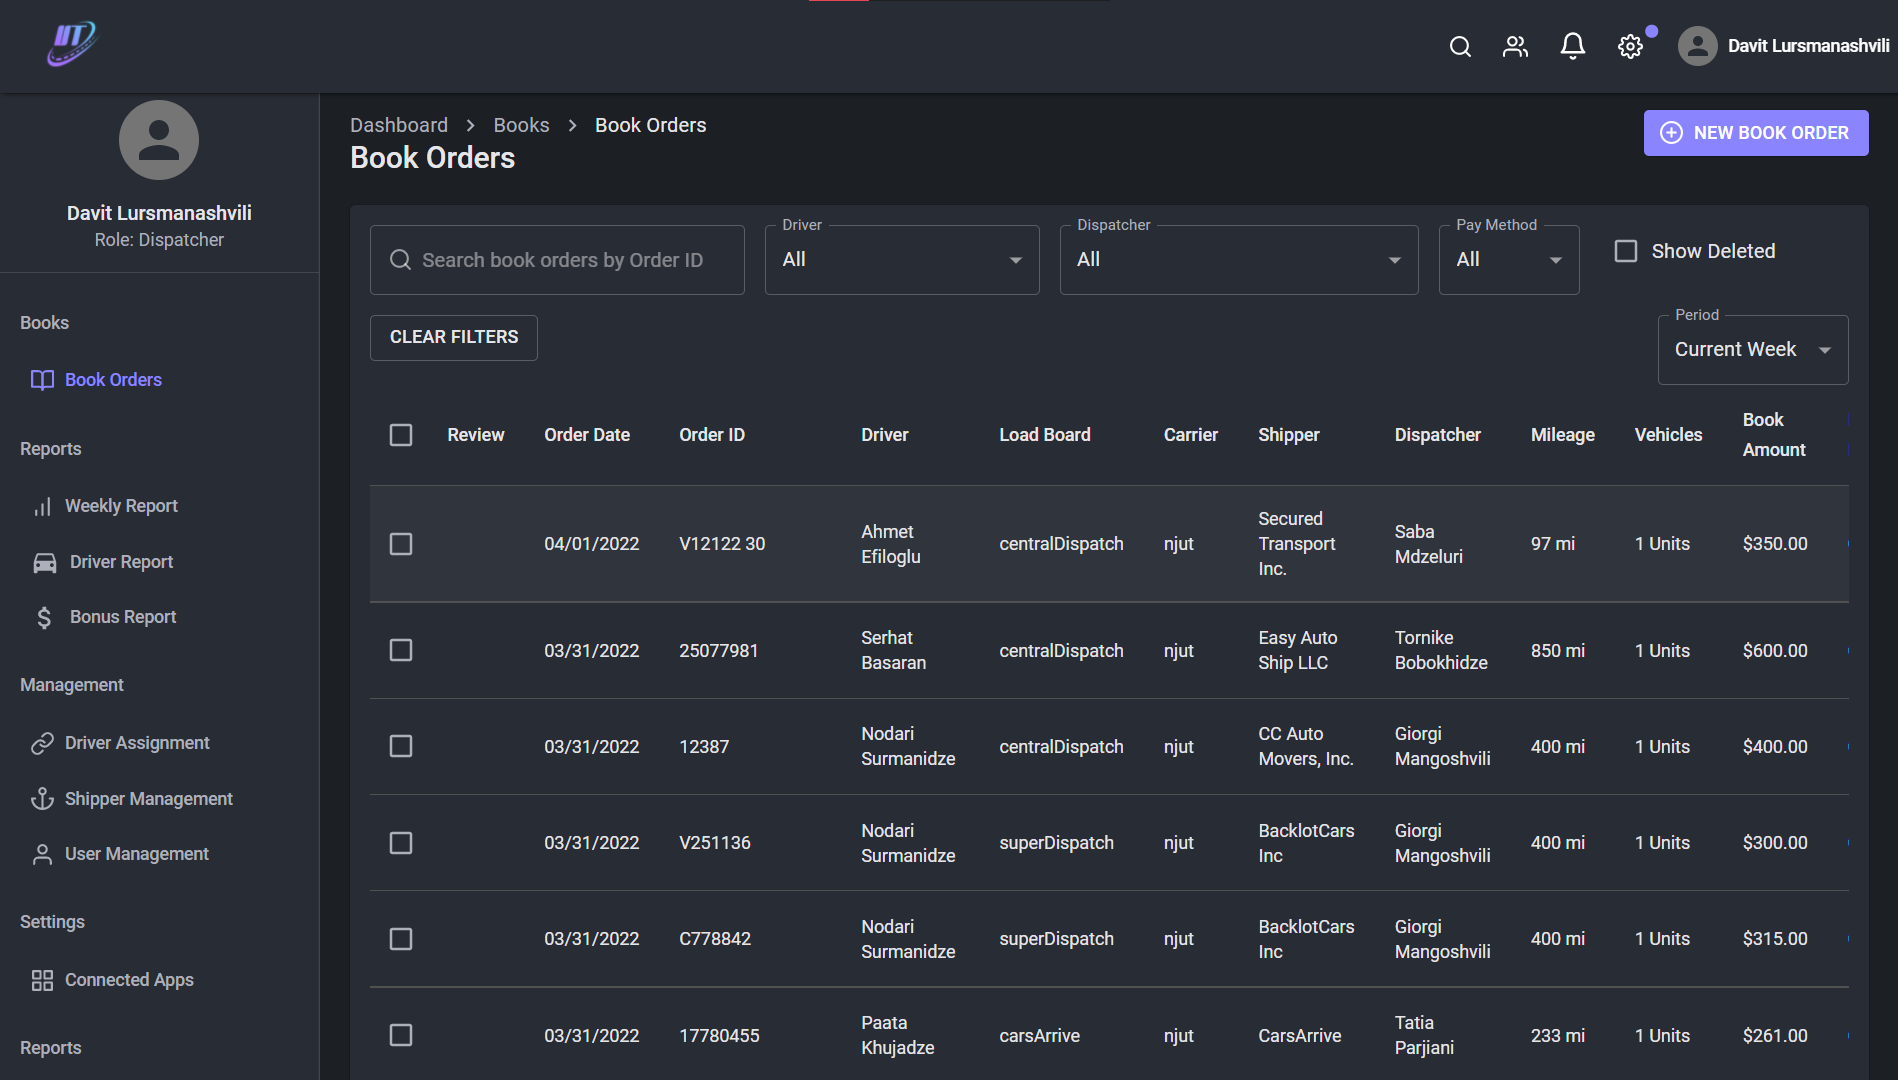 IIT
Davit Lursmanashvili
Davit Lursmanashvili
Role: Dispatcher
Books
Book Orders
Reports
Weekly Report
Driver Report
Bonus Report
Management
Driver Assignment
Shipper Management
User Management
Settings
Connected Apps
Reports
Dashboard > Books > Book Orders
Book Orders
NEW BOOK ORDER
Search book orders by Order ID
Driver
All
Dispatcher
All
Pay Method
All
Show Deleted
CLEAR FILTERS
Period
Current Week
Review Order Date Order ID Driver Load Board Carrier Shipper Dispatcher Mileage Vehicles Book Amount
04/01/2022 V12122 30 Ahmet Efiloglu centralDispatch njut Secured Transport Inc. Saba Mdzeluri 97 mi 1 Units $350.00
03/31/2022 25077981 Serhat Basaran centralDispatch njut Easy Auto Ship LLC Tornike Bobokhidze 850 mi 1 Units $600.00
03/31/2022 12387 Nodari Surmanidze centralDispatch njut CC Auto Movers, Inc. Giorgi Mangoshvili 400 mi 1 Units $400.00
03/31/2022 V251136 Nodari Surmanidze superDispatch njut BacklotCars Inc Giorgi Mangoshvili 400 mi 1 Units $300.00
03/31/2022 C778842 Nodari Surmanidze superDispatch njut BacklotCars Inc Giorgi Mangoshvili 400 mi 1 Units $315.00
03/31/2022 17780455 Paata Khujadze carsArrive njut CarsArrive Tatia Parjiani 233 mi 1 Units $261.00